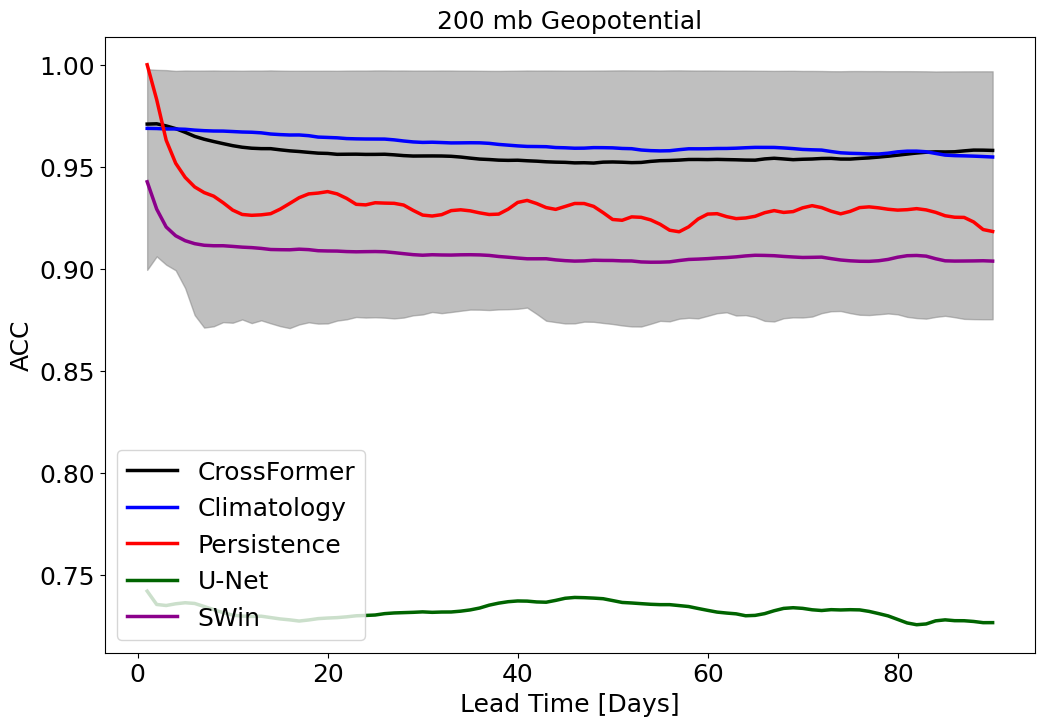 200 mb Geopotential
ACC
1.00
0.95
0.90
0.85
0.80
0.75
CrossFormer
Climatology
Persistence
U-Net
SWin
0 20 40 60 80
Lead Time [Days]